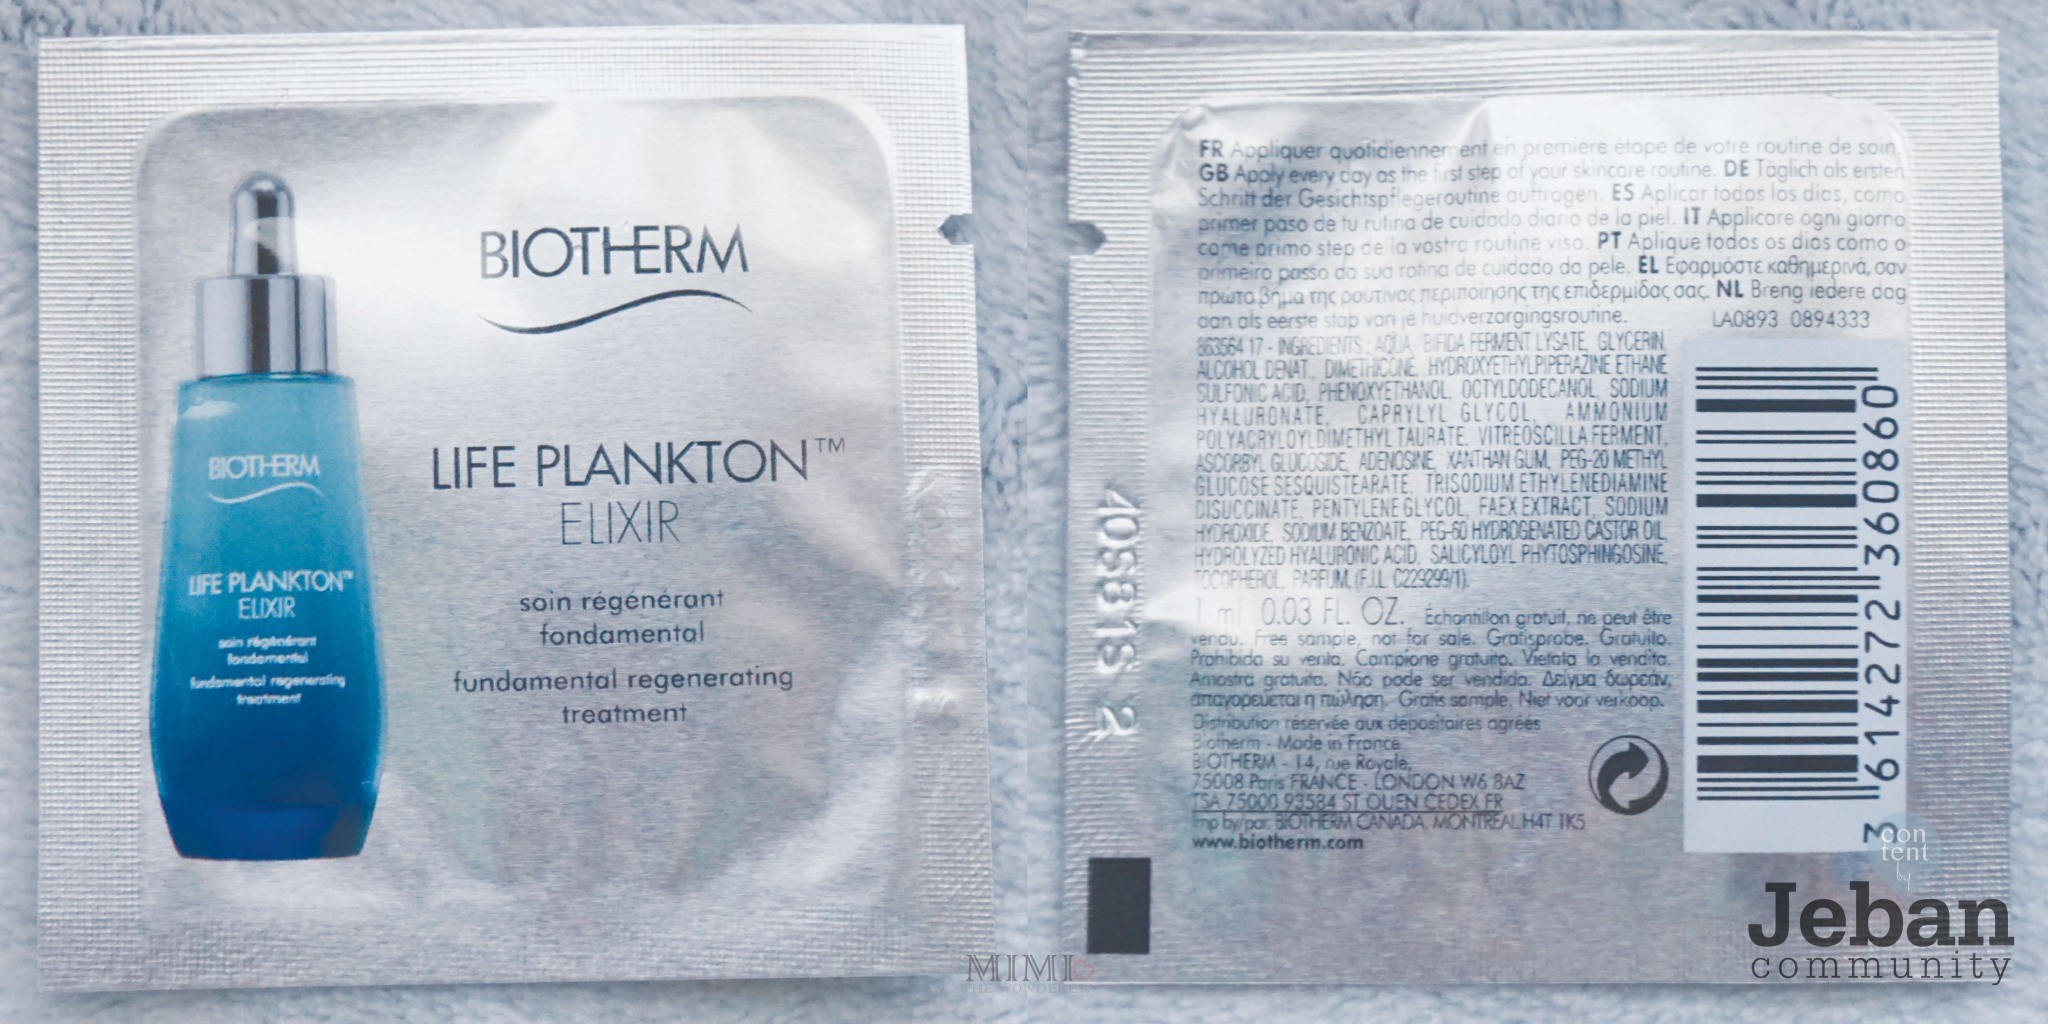 BIOTHERM
LIFE PLANKTON™
ELIXIR
soin régénérant
fondamental
fundamental regenerating
treatment
BIOTHERM
LIFE PLANKTON™
ELIXIR
soin régénérant
fondamental
fundamental regenerating
treatment
FR Appliquer quotidiennement en première étape de votre routine de soin.
GB Apply every day as the first step of your skincare routine. DE Täglich als ersten
Schritt der Gesichtspflegeroutine auftragen. ES Aplicar todos los días, como
primer paso de tu rutina de cuidado diario de la piel. IT Applicare ogni giorno
come primo step della vostra routine viso. PT Aplique todos os dias como o
primeiro passo da sua rotina de cuidado da pele. EL Εφαρμόστε καθημερινά, σαν
πρώτο βήμα της ρουτίνας περιποίησης της επιδερμίδας σας. NL Breng iedere dag
aan als eerste stap van je huidverzorgingsroutine.
LA0893 0894333
863564 17 - INGREDIENTS : AQUA, BIFIDA FERMENT LYSATE, GLYCERIN,
ALCOHOL DENAT., DIMETHICONE, HYDROXYETHYLPIPERAZINE ETHANE
SULFONIC ACID, PHENOXYETHANOL, OCTYLDODECANOL, SODIUM
HYALURONATE, CAPRYLYL GLYCOL, AMMONIUM
POLYACRYLOYLDIMETHYL TAURATE, VITREOSCILLA FERMENT,
ASCORBYL GLUCOSIDE, ADENOSINE, XANTHAN GUM, PEG-20 METHYL
GLUCOSE SESQUISTEARATE, TRISODIUM ETHYLENEDIAMINE
DISUCCINATE, PENTYLENE GLYCOL, FAEX EXTRACT, SODIUM
HYDROXIDE, SODIUM BENZOATE, PEG-60 HYDROGENATED CASTOR OIL,
HYDROLYZED HYALURONIC ACID, SALICYLOYL PHYTOSPHINGOSINE,
TOCOPHEROL, PARFUM, (F.I.L. C229299/1).
1 ml 0.03 FL. OZ. Échantillon gratuit, ne peut être
vendu. Free sample, not for sale. Gratisprobe. Gratuito.
Prohibida su venta. Campione gratuito. Vietata la vendita.
Amostra gratuita. Não pode ser vendida. Δείγμα δωρεάν,
απαγορεύεται η πώληση. Gratis sample. Niet voor verkoop.
Distribution réservée aux dépositaires agréés
Biotherm - Made in France
BIOTHERM - 14, rue Royale,
75008 Paris FRANCE - LONDON W6 8AZ
TSA 75000 93584 ST OUEN CEDEX FR
Imp by/par. BIOTHERM CANADA, MONTREAL H4T 1K5
www.biotherm.com
3 614272 360860
40S81S 2
MIMI
content
by
Jeban
community